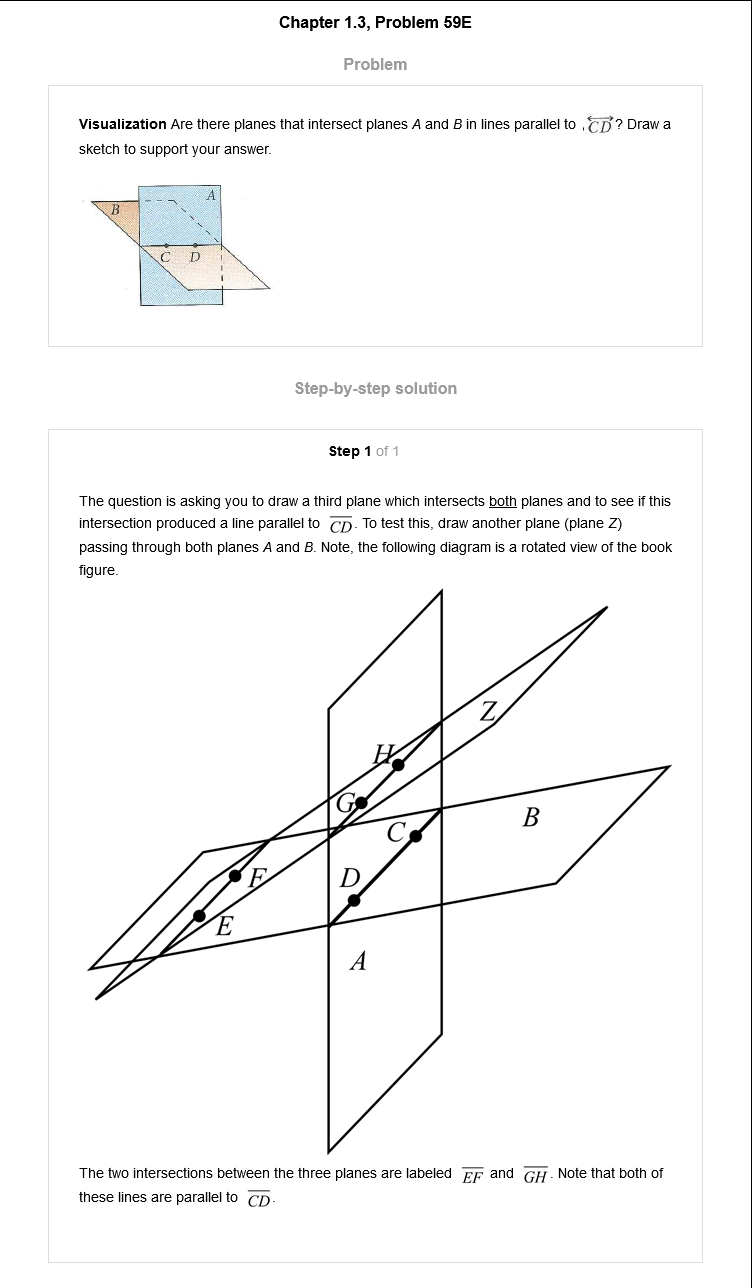 Chapter 1.3, Problem 59E
Problem
Visualization Are there planes that intersect planes A and B in lines parallel to CD? Draw a
sketch to support your answer.
A
B
C D
Step-by-step solution
Step 1 of 1
The question is asking you to draw a third plane which intersects both planes and to see if this
intersection produced a line parallel to CD. To test this, draw another plane (plane Z)
passing through both planes A and B. Note, the following diagram is a rotated view of the book
figure.
Z
H
G
C
B
F
D
E
A
The two intersections between the three planes are labeled EF and GH. Note that both of
these lines are parallel to CD.